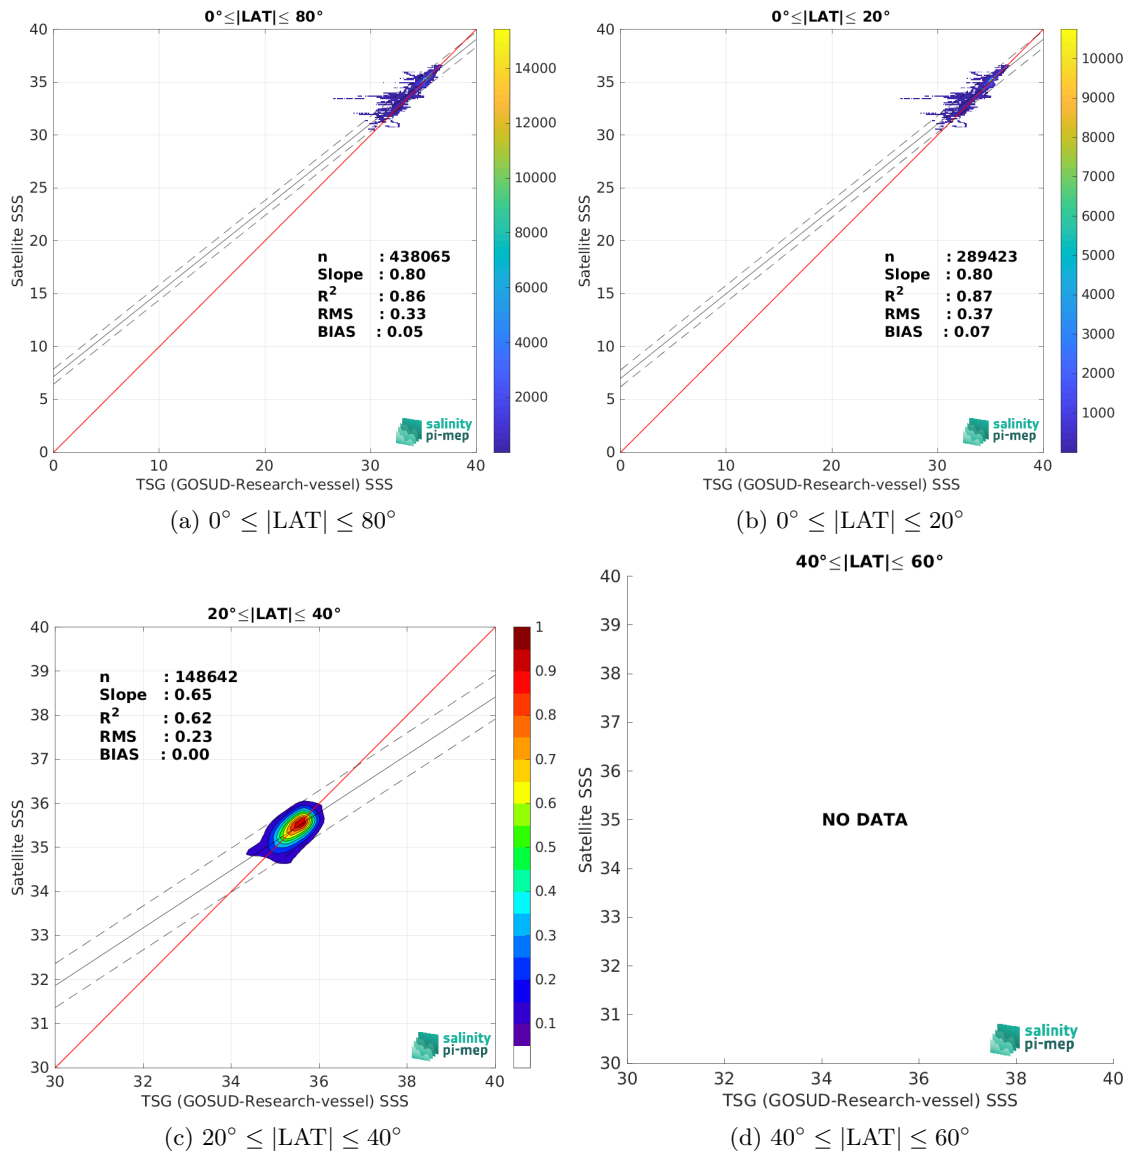 0°≤|LAT|≤ 80°
40
35
30
25
20
15
10
5
0
Satellite SSS
n : 438065
Slope : 0.80
R² : 0.86
RMS : 0.33
BIAS : 0.05
salinity
pi-mep
0 10 20 30 40
TSG (GOSUD-Research-vessel) SSS
14000
12000
10000
8000
6000
4000
2000
(a) 0° ≤ |LAT| ≤ 80°
0°≤|LAT|≤ 20°
40
35
30
25
20
15
10
5
0
Satellite SSS
n : 289423
Slope : 0.80
R² : 0.87
RMS : 0.37
BIAS : 0.07
salinity
pi-mep
0 10 20 30 40
TSG (GOSUD-Research-vessel) SSS
10000
9000
8000
7000
6000
5000
4000
3000
2000
1000
(b) 0° ≤ |LAT| ≤ 20°
20°≤|LAT|≤ 40°
40
39
38
37
36
35
34
33
32
31
30
Satellite SSS
n : 148642
Slope : 0.65
R² : 0.62
RMS : 0.23
BIAS : 0.00
salinity
pi-mep
30 32 34 36 38 40
TSG (GOSUD-Research-vessel) SSS
1
0.9
0.8
0.7
0.6
0.5
0.4
0.3
0.2
0.1
(c) 20° ≤ |LAT| ≤ 40°
40°≤|LAT|≤ 60°
40
39
38
37
36
35
34
33
32
31
30
Satellite SSS
NO DATA
salinity
pi-mep
30 32 34 36 38 40
TSG (GOSUD-Research-vessel) SSS
(d) 40° ≤ |LAT| ≤ 60°